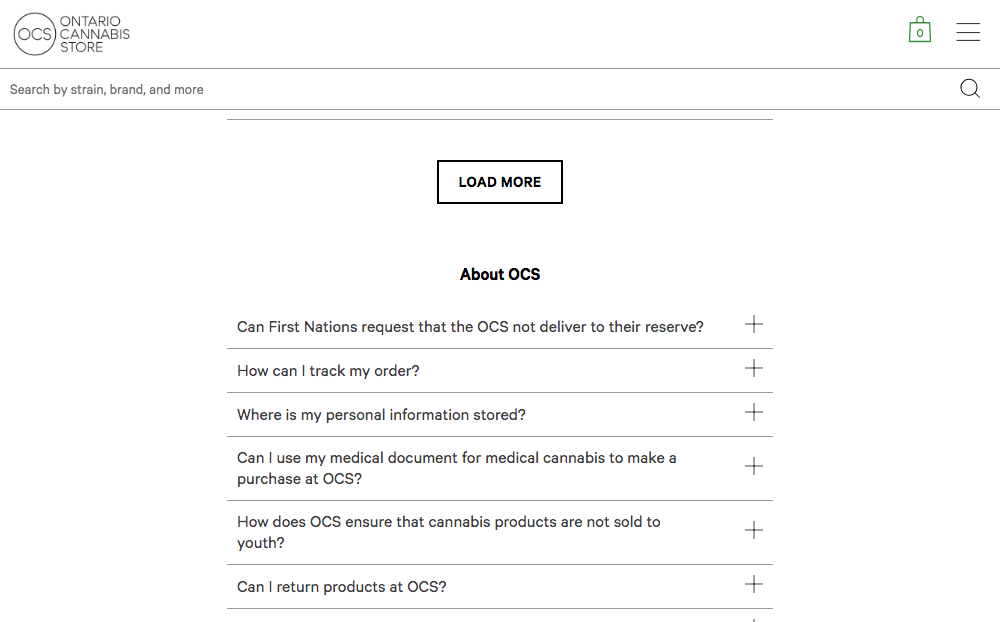 OCS
ONTARIO
CANNABIS
STORE
0
Search by strain, brand, and more
LOAD MORE
About OCS
Can First Nations request that the OCS not deliver to their reserve?
How can I track my order?
Where is my personal information stored?
Can I use my medical document for medical cannabis to make a
purchase at OCS?
How does OCS ensure that cannabis products are not sold to
youth?
Can I return products at OCS?